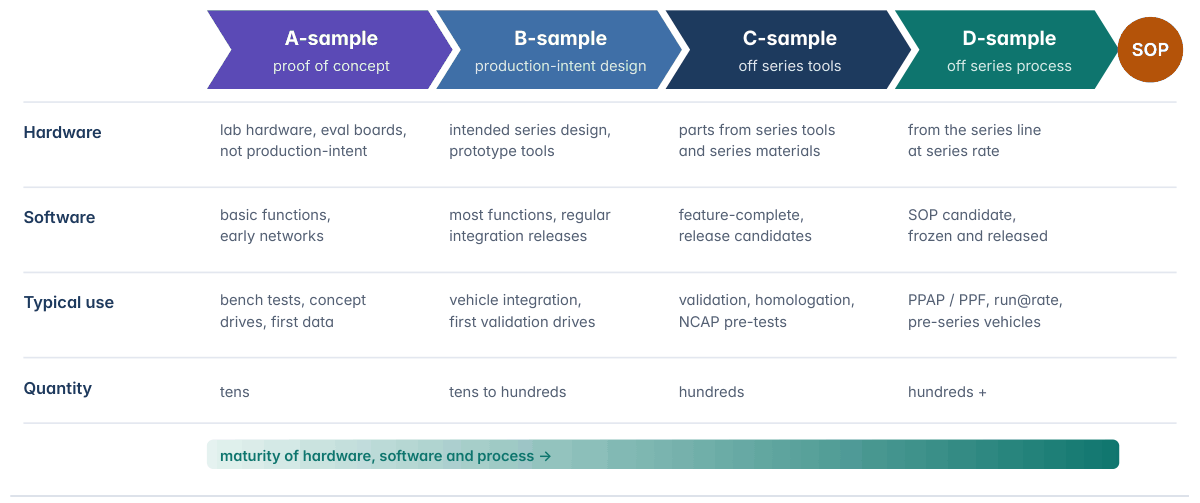 A-sample
proof of concept
B-sample
production-intent design
C-sample
off series tools
D-sample
off series process
SOP
Hardware
lab hardware, eval boards,
not production-intent
intended series design,
prototype tools
parts from series tools
and series materials
from the series line
at series rate
Software
basic functions,
early networks
most functions, regular
integration releases
feature-complete,
release candidates
SOP candidate,
frozen and released
Typical use
bench tests, concept
drives, first data
vehicle integration,
first validation drives
validation, homologation,
NCAP pre-tests
PPAP / PPF, run@rate,
pre-series vehicles
Quantity
tens
tens to hundreds
hundreds
hundreds +
maturity of hardware, software and process →